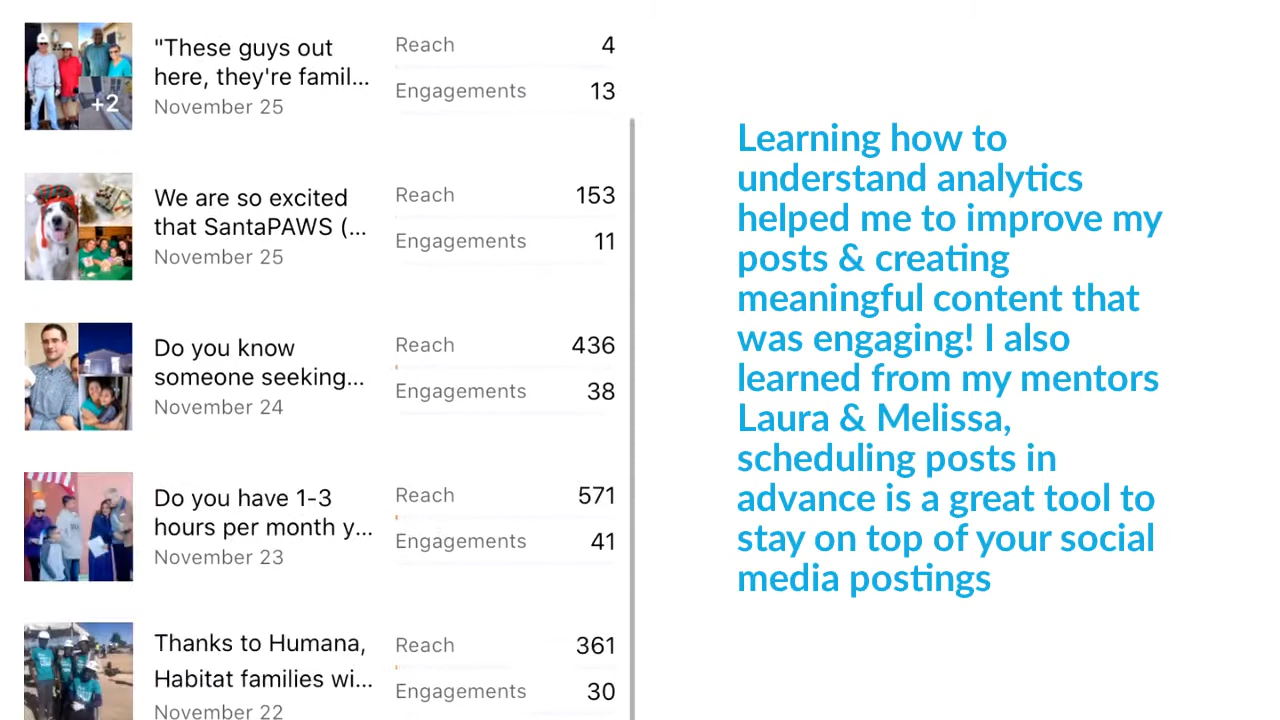 "These guys out
here, they're famil...
November 25
+2
Reach 4
Engagements 13
We are so excited
that SantaPAWS (...
November 25
Reach 153
Engagements 11
Do you know
someone seeking...
November 24
Reach 436
Engagements 38
Do you have 1-3
hours per month y...
November 23
Reach 571
Engagements 41
Thanks to Humana,
Habitat families wi...
November 22
Reach 361
Engagements 30
Learning how to
understand analytics
helped me to improve my
posts & creating
meaningful content that
was engaging! I also
learned from my mentors
Laura & Melissa,
scheduling posts in
advance is a great tool to
stay on top of your social
media postings